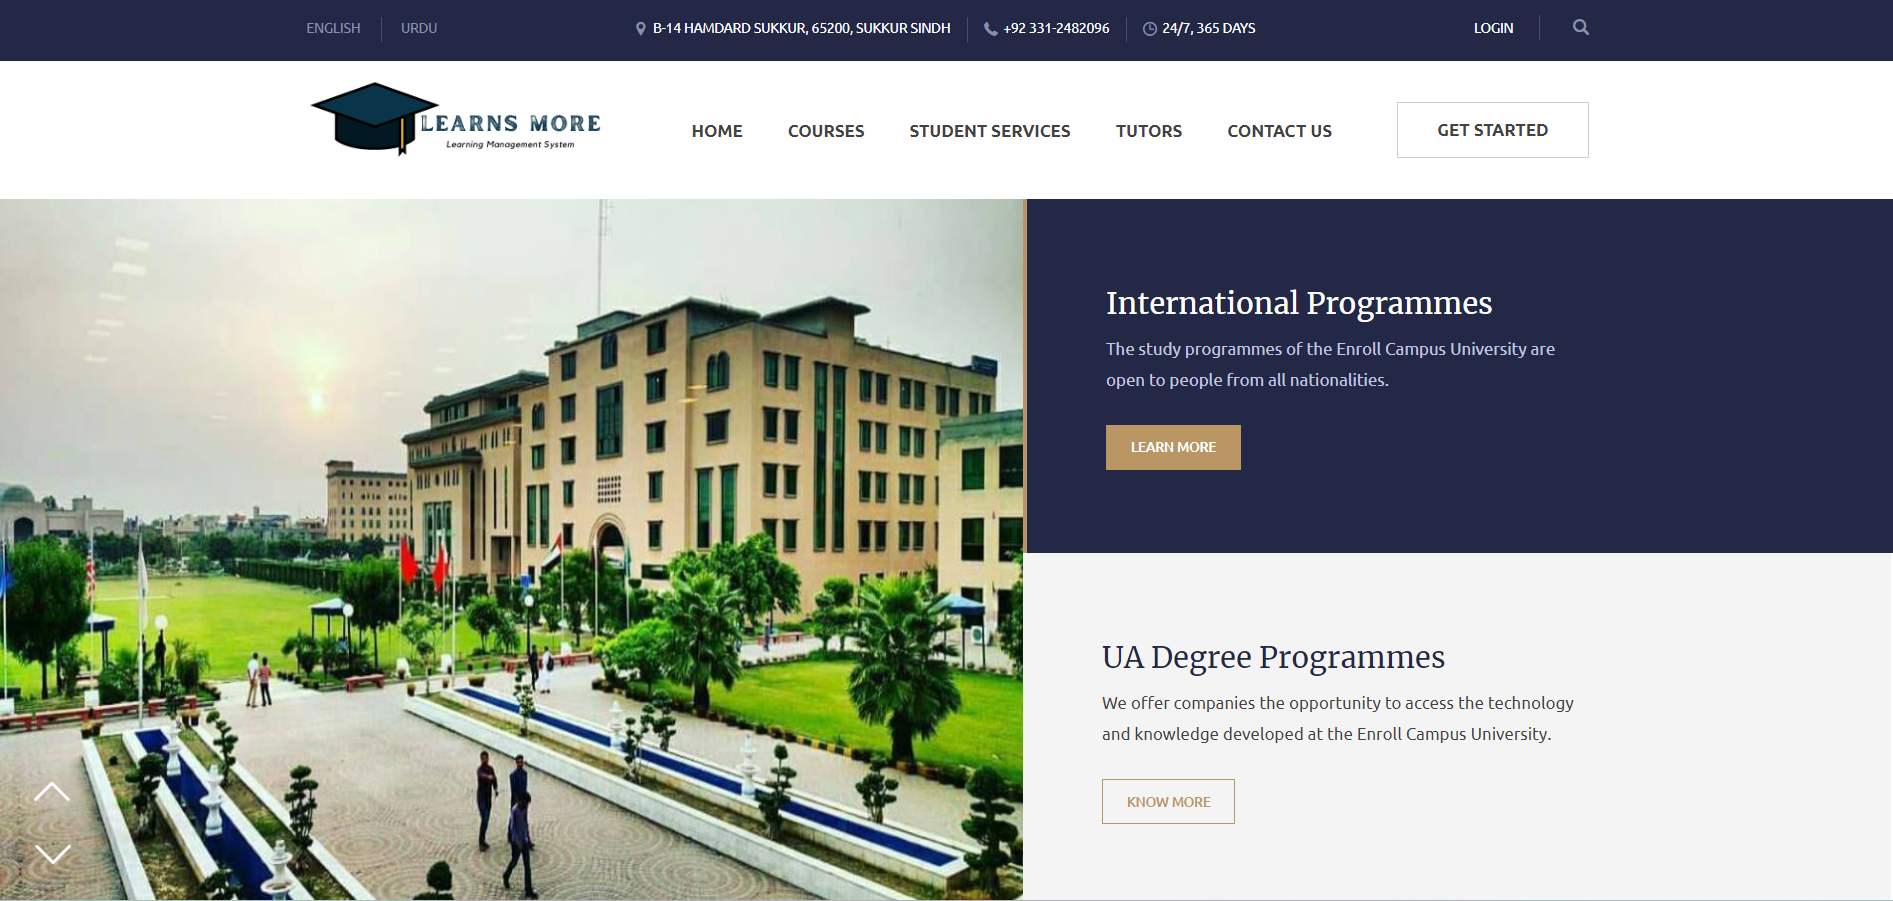 ENGLISH
URDU
B-14 HAMDARD SUKKUR, 65200, SUKKUR SINDH
+92 331-2482096
24/7, 365 DAYS
LOGIN
LEARNS MORE
Learning Management System
HOME
COURSES
STUDENT SERVICES
TUTORS
CONTACT US
GET STARTED
International Programmes
The study programmes of the Enroll Campus University are
open to people from all nationalities.
LEARN MORE
UA Degree Programmes
We offer companies the opportunity to access the technology
and knowledge developed at the Enroll Campus University.
KNOW MORE